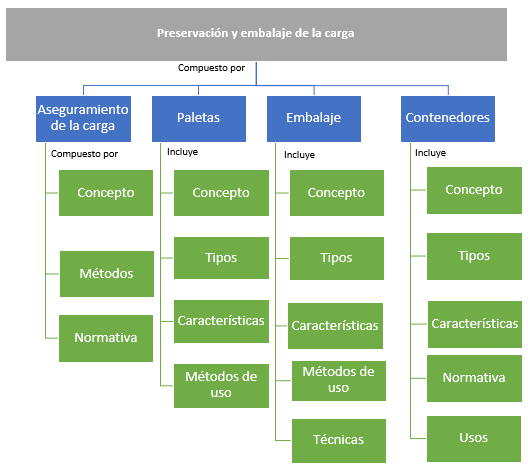 Preservación y embalaje de la carga
Compuesto por
Aseguramiento
de la carga
Compuesto por
Concepto
Métodos
Normativa
Paletas
Incluye
Concepto
Tipos
Características
Métodos de
uso
Embalaje
Incluye
Concepto
Tipos
Características
Métodos de
uso
Técnicas
Contenedores
Incluye
Concepto
Tipos
Características
Normativa
Usos